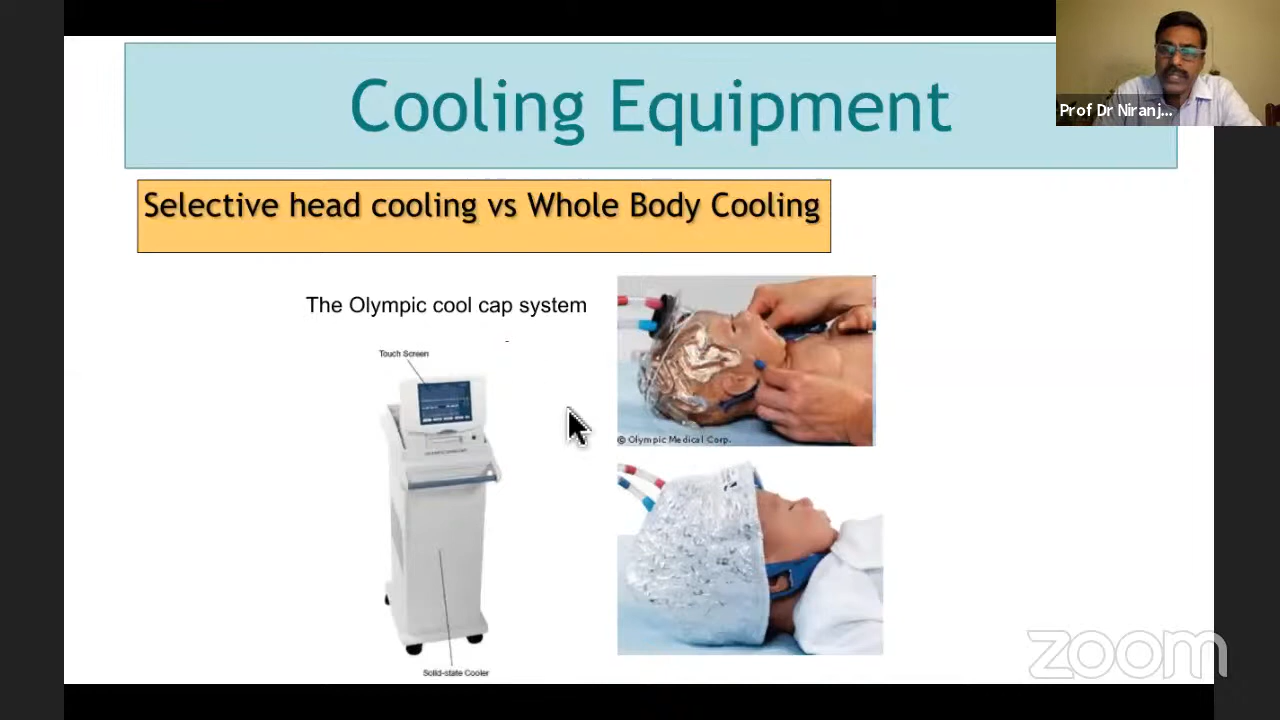 Cooling Equipment
Prof Dr Niranj...
Selective head cooling vs Whole Body Cooling
The Olympic cool cap system
Touch Screen
© Olympic Medical Corp.
Solid-state Cooler
zoom